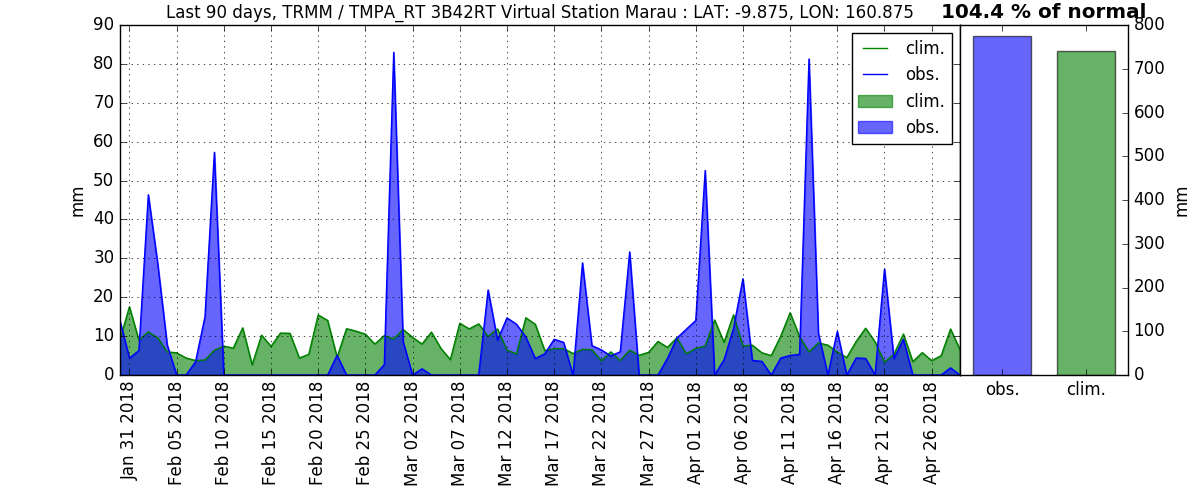 Last 90 days, TRMM / TMPA_RT 3B42RT Virtual Station Marau : LAT: -9.875, LON: 160.875
104.4 % of normal
90
80
70
60
50
40
30
20
10
0
mm
clim.
obs.
clim.
obs.
800
700
600
500
400
300
200
100
0
mm
Jan 31 2018
Feb 05 2018
Feb 10 2018
Feb 15 2018
Feb 20 2018
Feb 25 2018
Mar 02 2018
Mar 07 2018
Mar 12 2018
Mar 17 2018
Mar 22 2018
Mar 27 2018
Apr 01 2018
Apr 06 2018
Apr 11 2018
Apr 16 2018
Apr 21 2018
Apr 26 2018
obs.
clim.